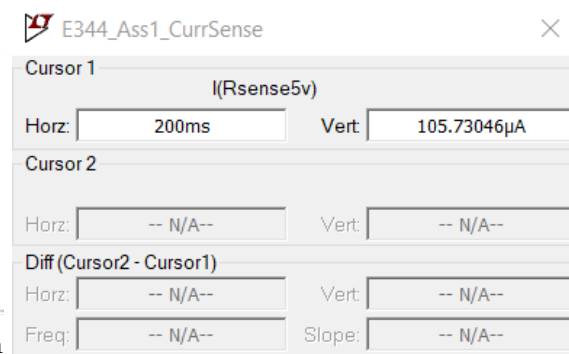 E344_Ass1_CurrSense
Cursor 1
I(Rsense5v)
Horz: 200ms Vert: 105.73046µA
Cursor 2
Horz: -- N/A-- Vert: -- N/A--
Diff (Cursor2 - Cursor1)
Horz: -- N/A-- Vert: -- N/A--
Freq: -- N/A-- Slope: -- N/A--